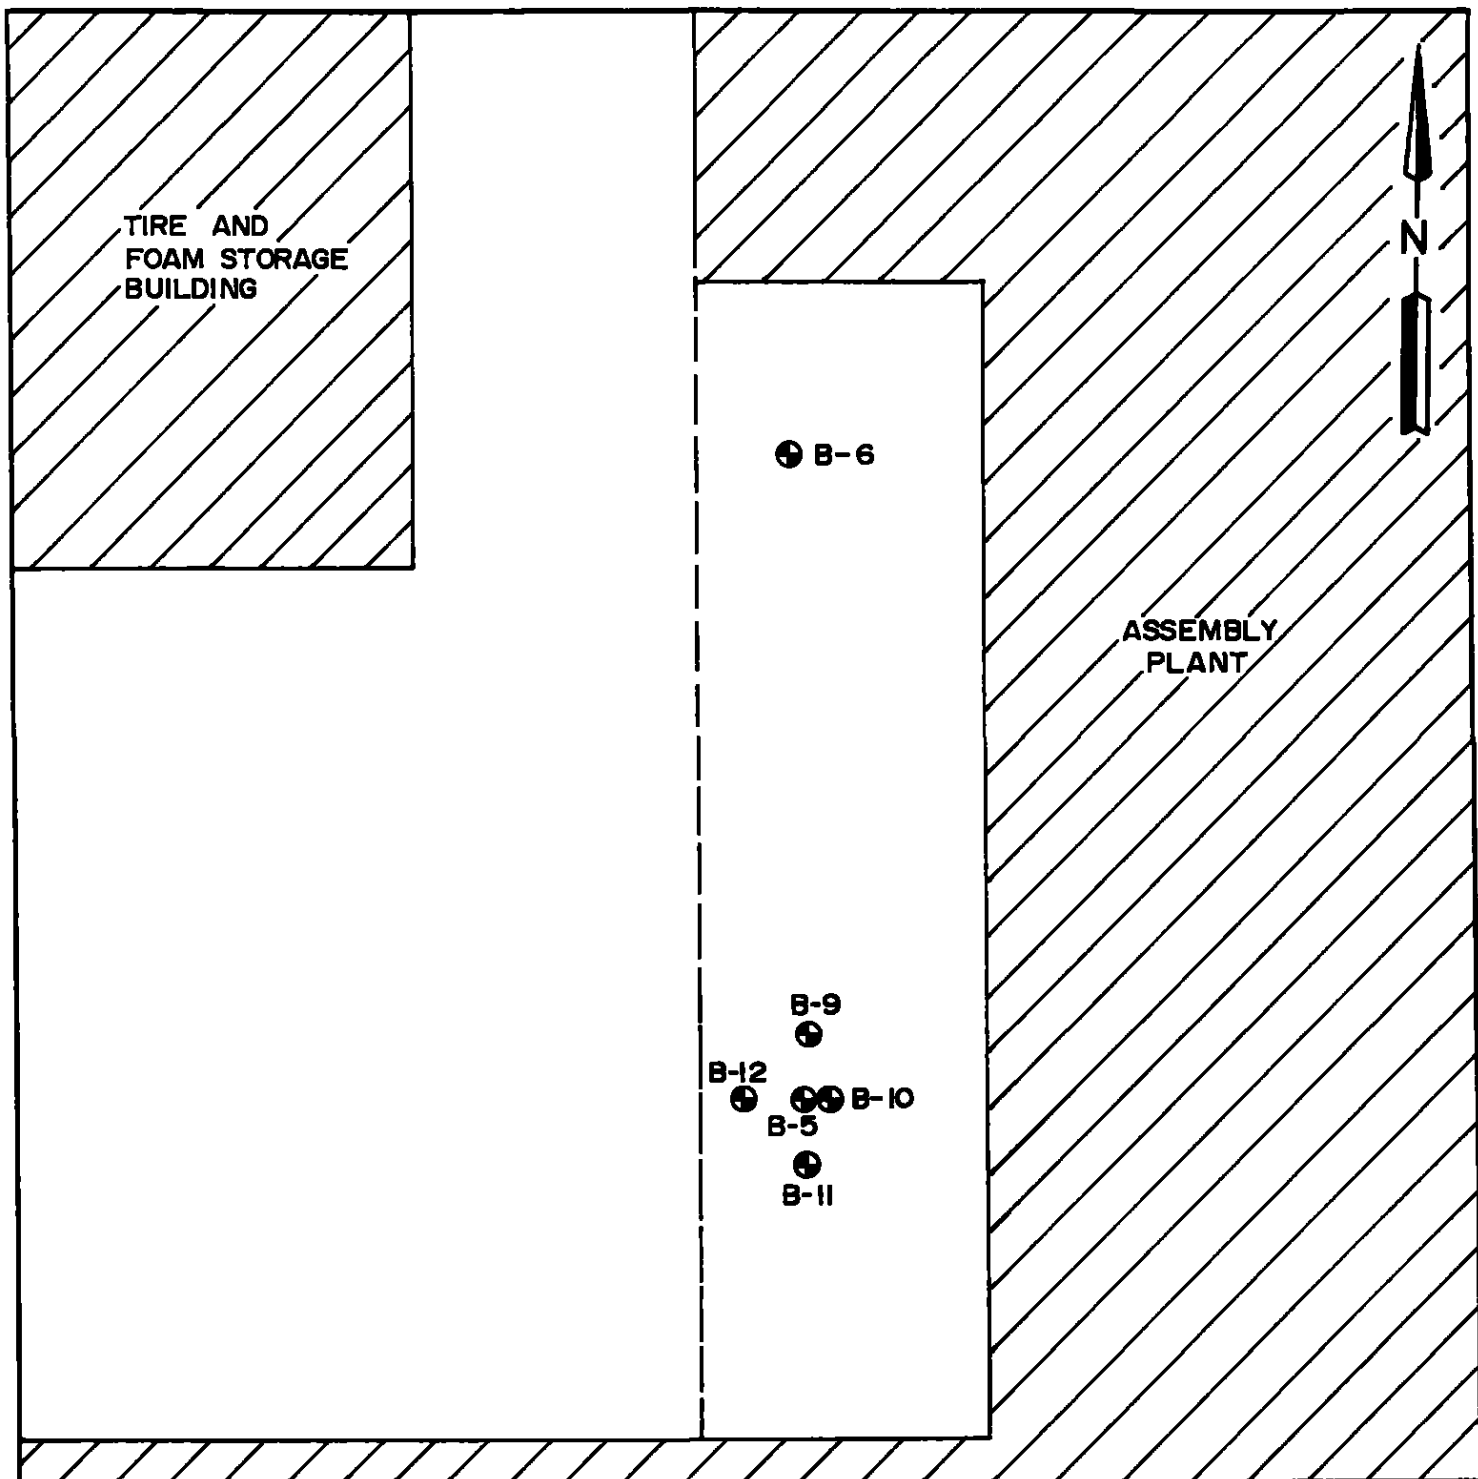 TIRE AND
FOAM STORAGE
BUILDING
N
B-6
ASSEMBLY
PLANT
B-9
B-12
B-10
B-5
B-11